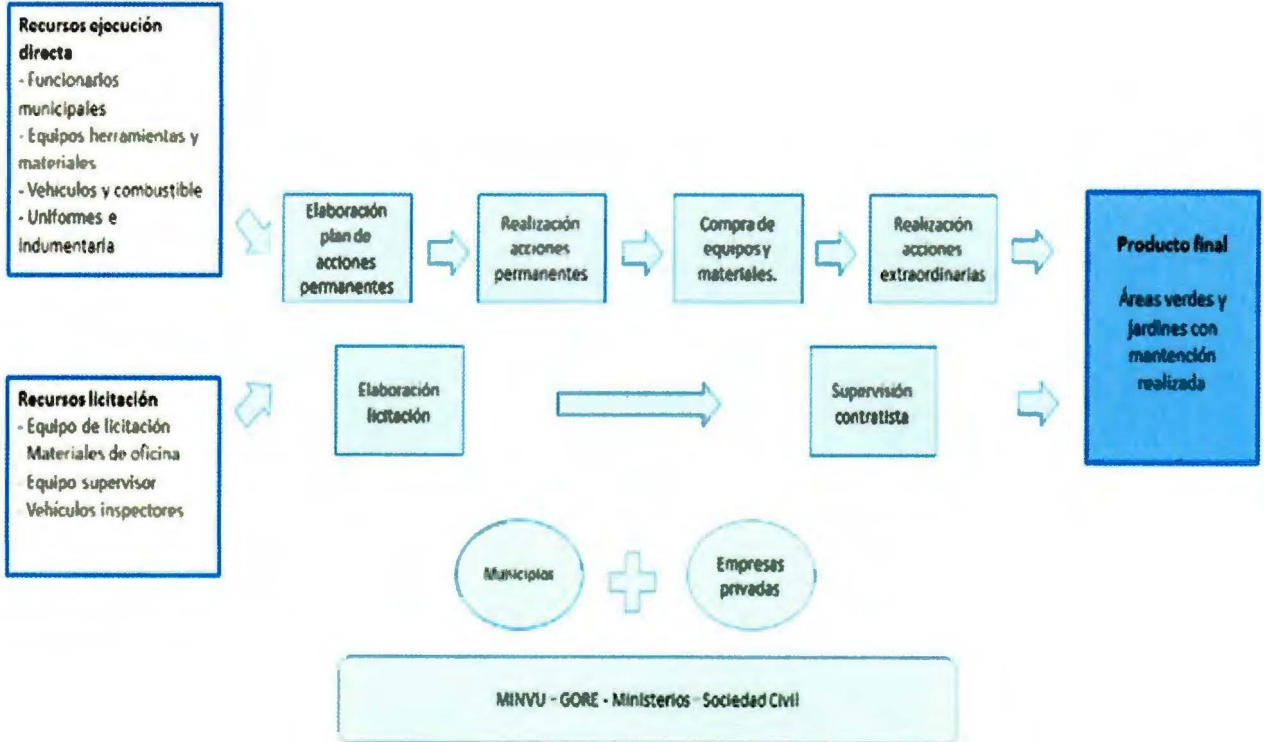 Recursos ejecución
directa
- Funcionarios
municipales
- Equipos herramientas y
materiales
- Vehículos y combustible
- Uniformes e
indumentaria
Elaboración
plan de
acciones
permanentes
Realización
acciones
permanentes
Compra de
equipos y
materiales.
Realización
acciones
extraordinarias
Producto final
Áreas verdes y
jardines con
mantención
realizada
Recursos licitación
- Equipo de licitación
Materiales de oficina
- Equipo supervisor
Vehículos inspectores
Elaboración
licitación
Supervisión
contratista
Municipios
Empresas
privadas
MINVU - GORE - Ministerios - Sociedad Civil